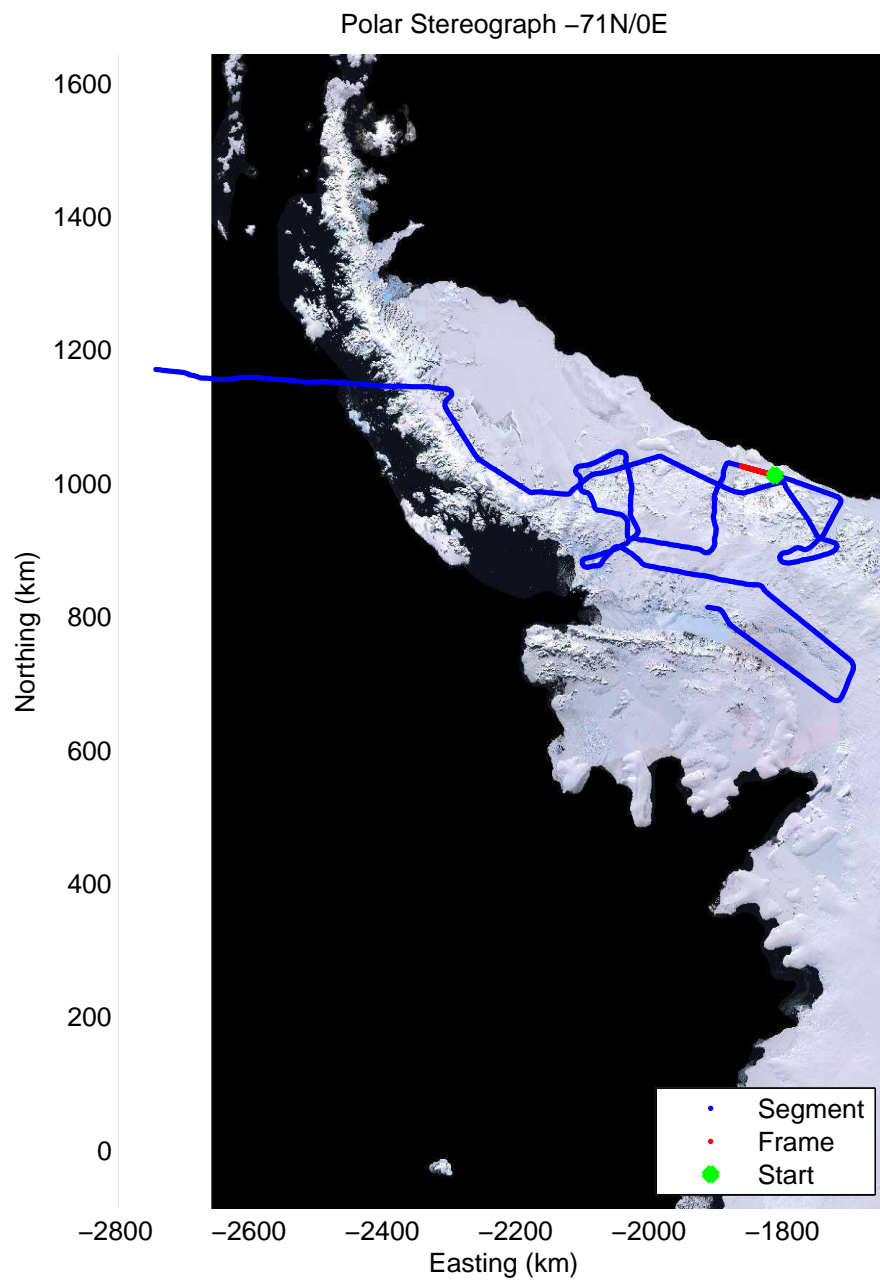 Polar Stereograph −71N/0E
1600
1400
1200
1000
800
600
400
200
0
Northing (km)
−2800 −2600 −2400 −2200 −2000 −1800
Easting (km)
Segment
Frame
Start